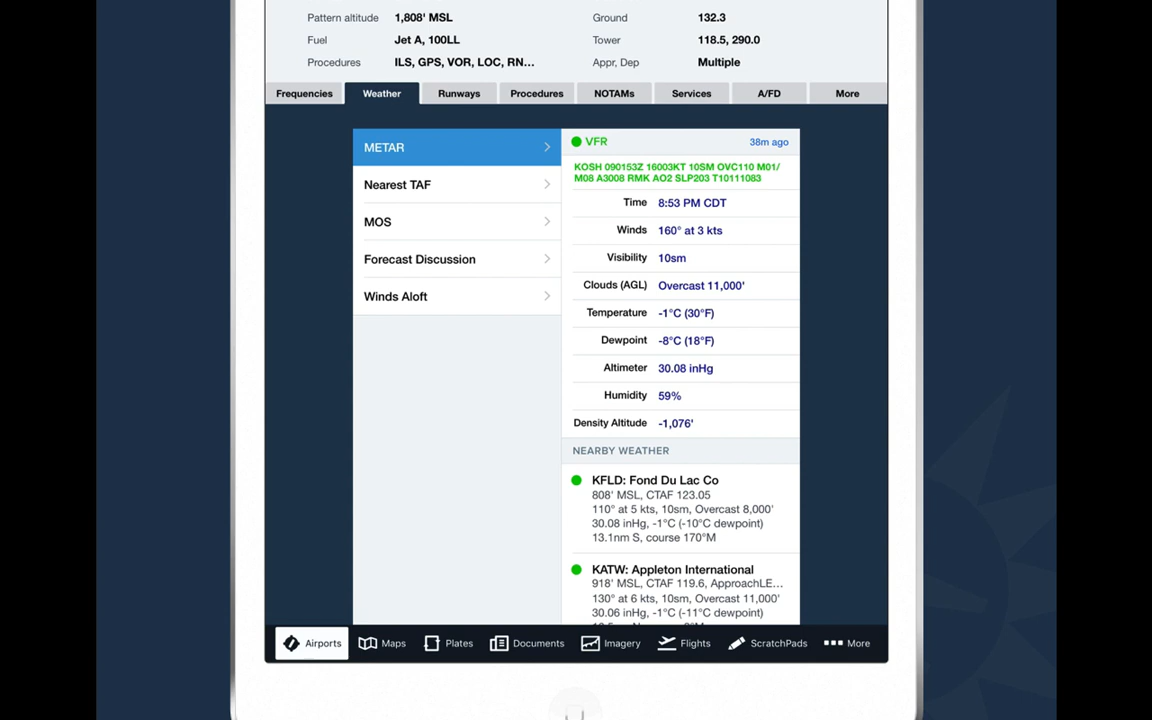 Pattern altitude 1,808' MSL Ground 132.3
Fuel Jet A, 100LL Tower 118.5, 290.0
Procedures ILS, GPS, VOR, LOC, RN... Appr, Dep Multiple
Frequencies Weather Runways Procedures NOTAMs Services A/FD More
METAR
Nearest TAF
MOS
Forecast Discussion
Winds Aloft
VFR 38m ago
KOSH 090153Z 16003KT 10SM OVC110 M01/
M08 A3008 RMK AO2 SLP203 T10111083
Time 8:53 PM CDT
Winds 160° at 3 kts
Visibility 10sm
Clouds (AGL) Overcast 11,000'
Temperature -1°C (30°F)
Dewpoint -8°C (18°F)
Altimeter 30.08 inHg
Humidity 59%
Density Altitude -1,076'
NEARBY WEATHER
KFLD: Fond Du Lac Co
808' MSL, CTAF 123.05
110° at 5 kts, 10sm, Overcast 8,000'
30.08 inHg, -1°C (-10°C dewpoint)
13.1nm S, course 170°M
KATW: Appleton International
918' MSL, CTAF 119.6, ApproachLE...
130° at 6 kts, 10sm, Overcast 11,000'
30.06 inHg, -1°C (-11°C dewpoint)
Airports Maps Plates Documents Imagery Flights ScratchPads More